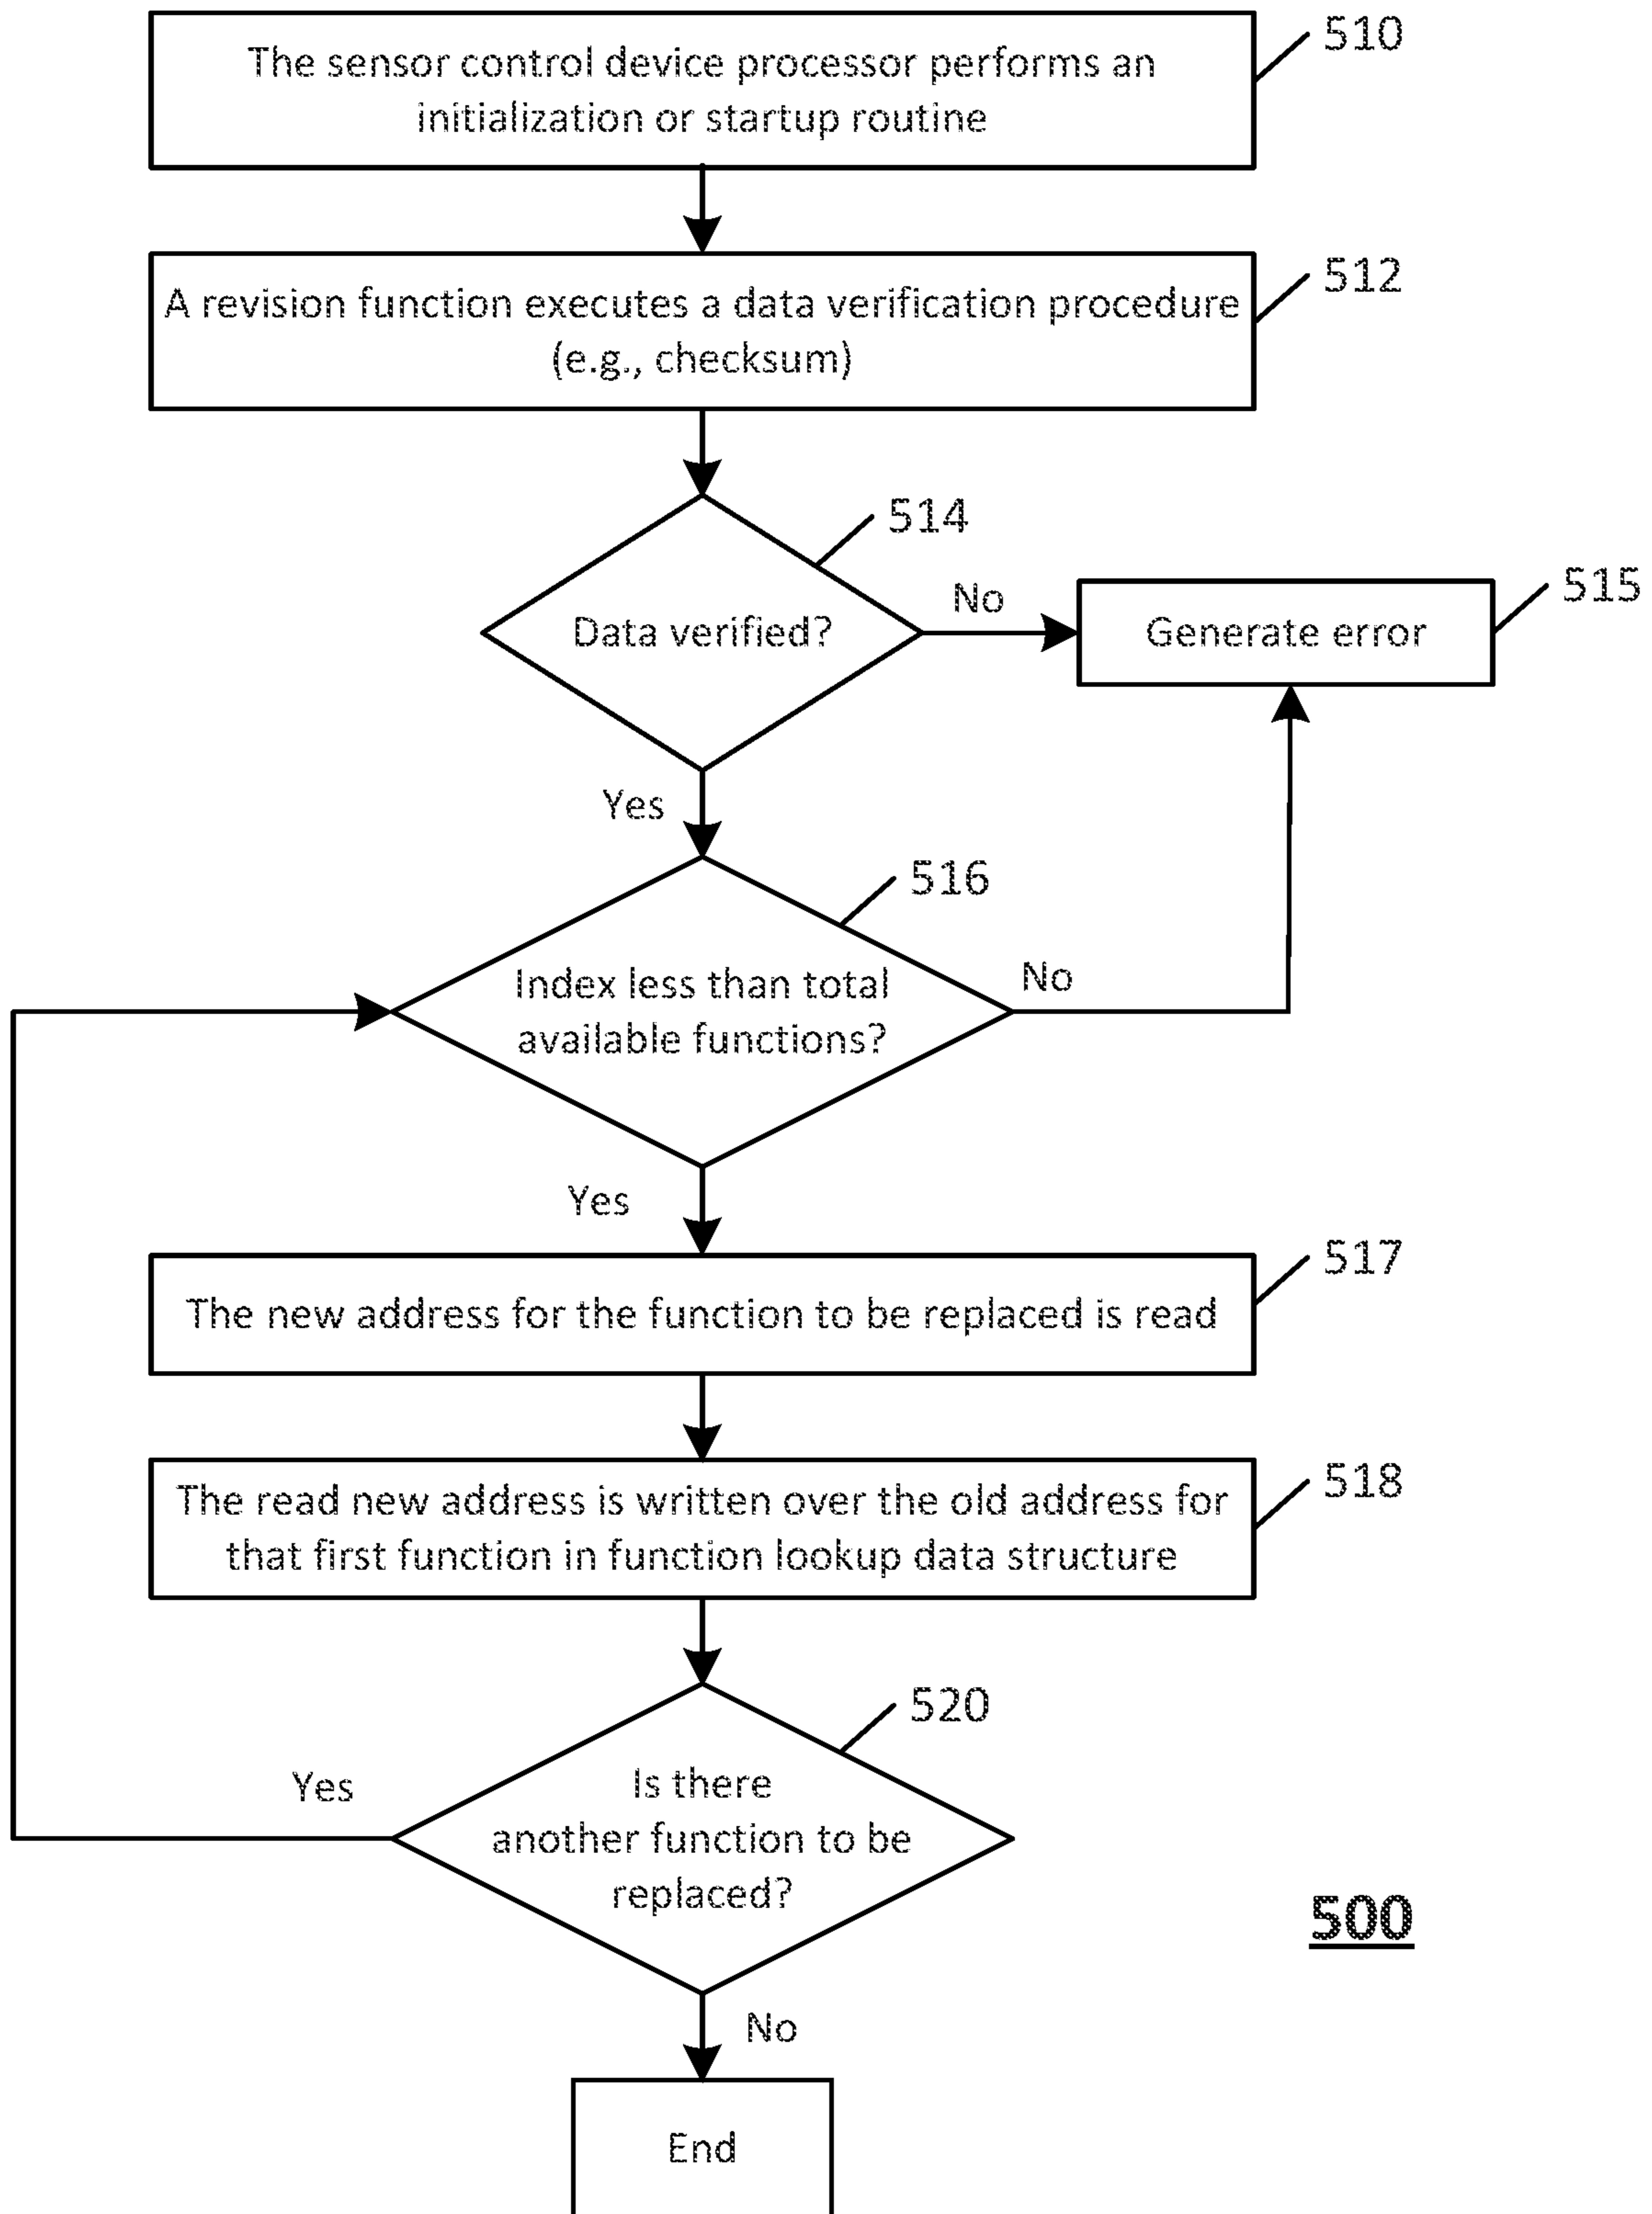 The sensor control device processor performs an
initialization or startup routine
510
A revision function executes a data verification procedure
(e.g., checksum)
512
514
Data verified?
No
Generate error
515
Yes
516
Index less than total
available functions?
No
Yes
The new address for the function to be replaced is read
517
The read new address is written over the old address for
that first function in function lookup data structure
518
520
Is there
another function to be
replaced?
Yes
500
No
End